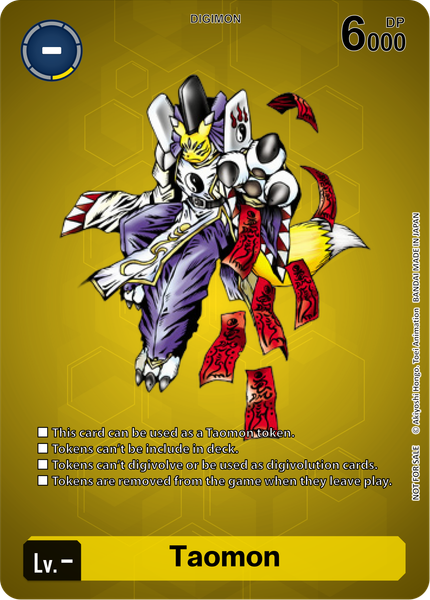 DIGIMON
-
DP
6000
■ This card can be used as a Taomon token.
■ Tokens can't be include in deck.
■ Tokens can't digivolve or be used as digivolution cards.
■ Tokens are removed from the game when they leave play.
NOT FOR SALE © Akiyoshi Hongo, Toei Animation BANDAI MADE IN JAPAN
Lv.-
Taomon